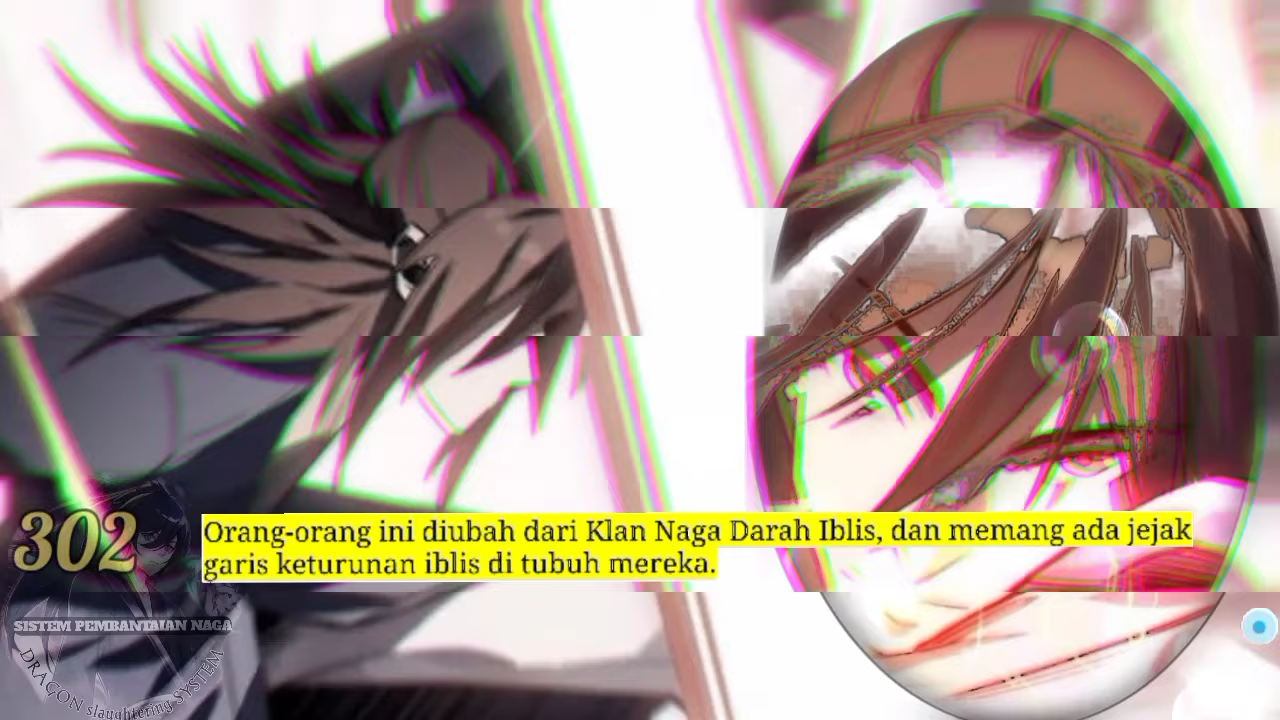 302
Orang-orang ini diubah dari Klan Naga Darah Iblis, dan memang ada jejak
garis keturunan iblis di tubuh mereka.
SISTEM PEMBANTAIAN NAGA
DRAGON slaughtering SYSTEM